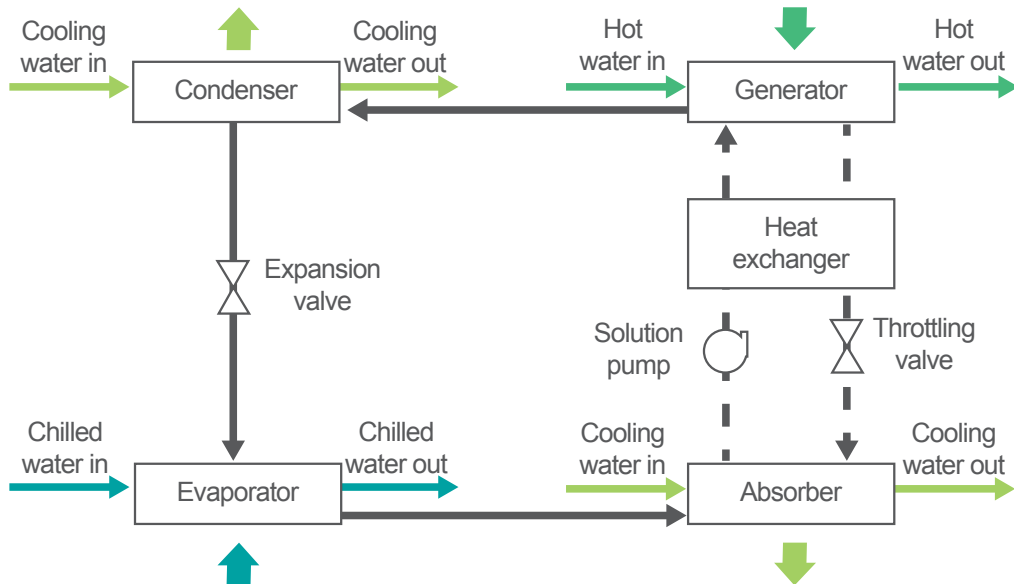 Cooling
water in
Cooling
water out
Hot
water in
Hot
water out
Condenser
Generator
Heat
exchanger
Expansion
valve
Solution
pump
Throttling
valve
Chilled
water in
Chilled
water out
Cooling
water in
Cooling
water out
Evaporator
Absorber